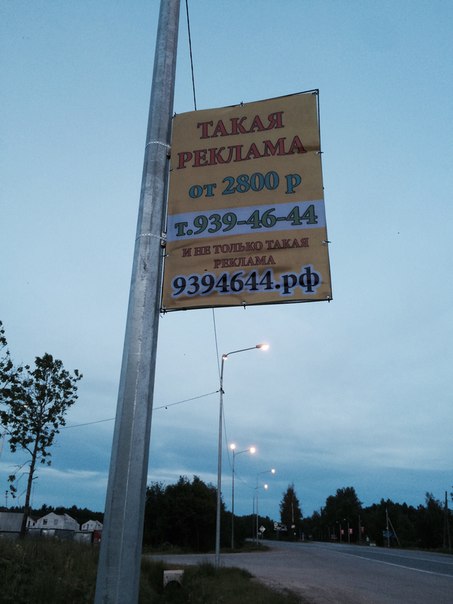 ТАКАЯ
РЕКЛАМА
от 2800 р
т.939-46-44
И НЕ ТОЛЬКО ТАКАЯ
РЕКЛАМА
9394644.рф